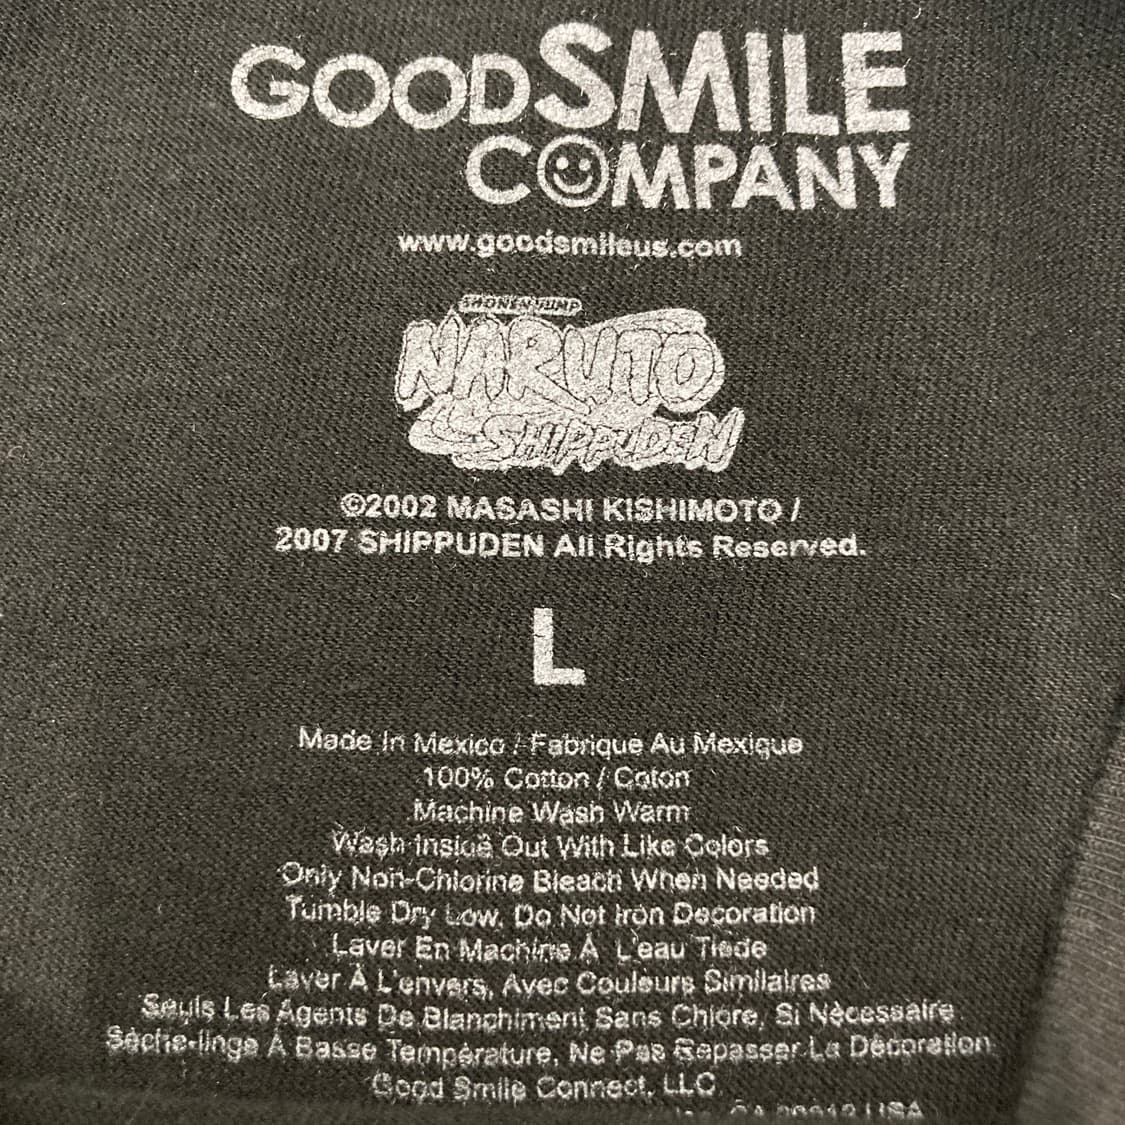 GOODSMILE
COMPANY
www.goodsmileus.com
SHONEN JUMP
NARUTO
SHIPPUDEN
©2002 MASASHI KISHIMOTO /
2007 SHIPPUDEN All Rights Reserved.
L
Made In Mexico / Fabrique Au Mexique
100% Cotton / Coton
Machine Wash Warm
Wash Inside Out With Like Colors
Only Non-Chlorine Bleach When Needed
Tumble Dry Low, Do Not Iron Decoration
Laver En Machine À L'eau Tiede
Laver À L'envers, Avec Couleurs Similaires
Seuls Les Agents De Blanchiment Sans Chlore, Si Nécessaire
Sèche-linge À Basse Température, Ne Pas Repasser La Décoration
Good Smile Connect, LLC
USA